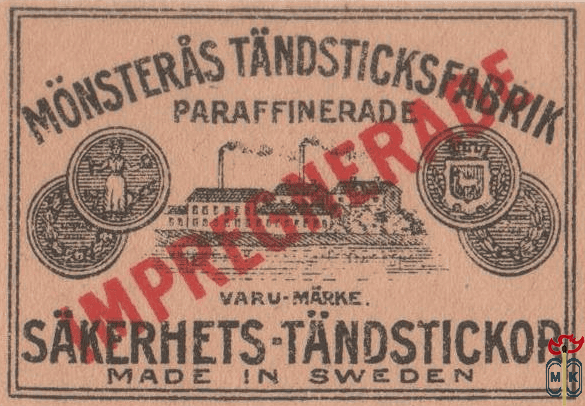 MÖNSTERÅS TÄNDSTICKSFABRIK
PARAFFINERADE
IMPREGNERADE
VARU-MÄRKE.
SÄKERHETS-TÄNDSTICKOR
MADE IN SWEDEN
M K